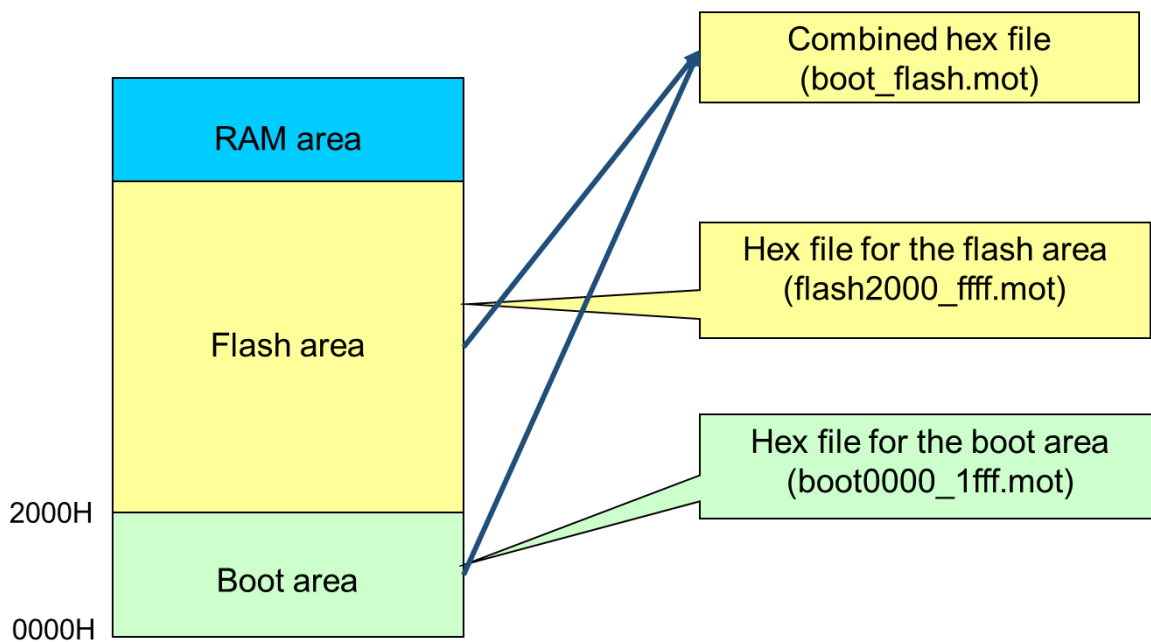 Combined hex file
(boot_flash.mot)
RAM area
Hex file for the flash area
(flash2000_ffff.mot)
Flash area
Hex file for the boot area
(boot0000_1fff.mot)
2000H
Boot area
0000H